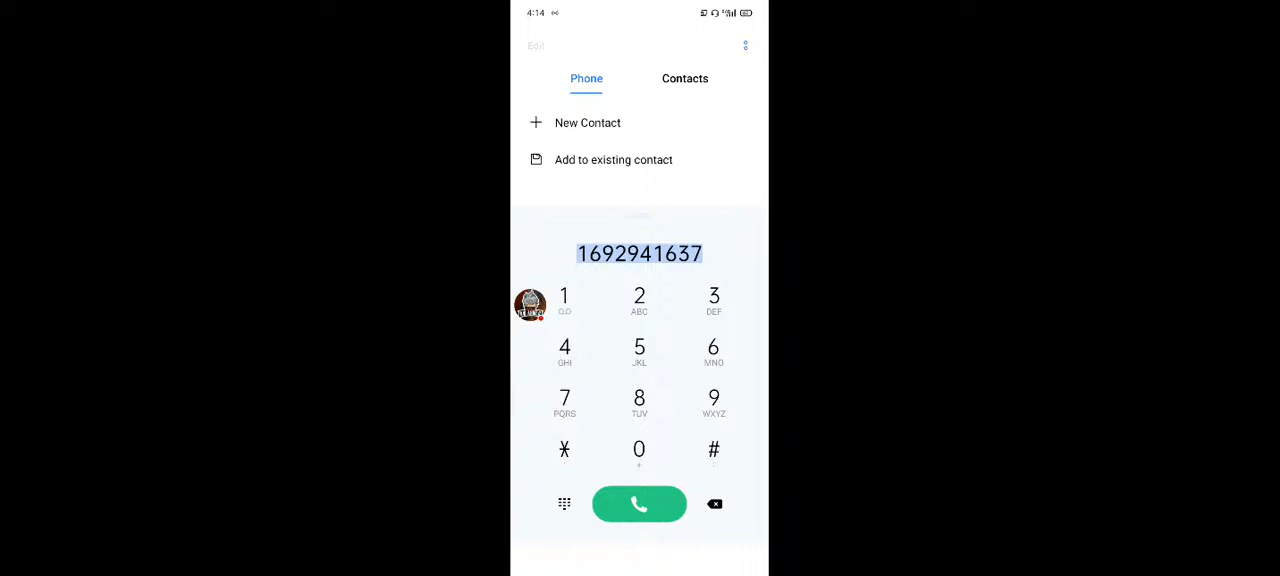 4:14
Edit
Phone Contacts
New Contact
Add to existing contact
1692941637
1 2 3
ABC DEF
4 5 6
GHI JKL MNO
7 8 9
PQRS TUV WXYZ
* 0 #
+